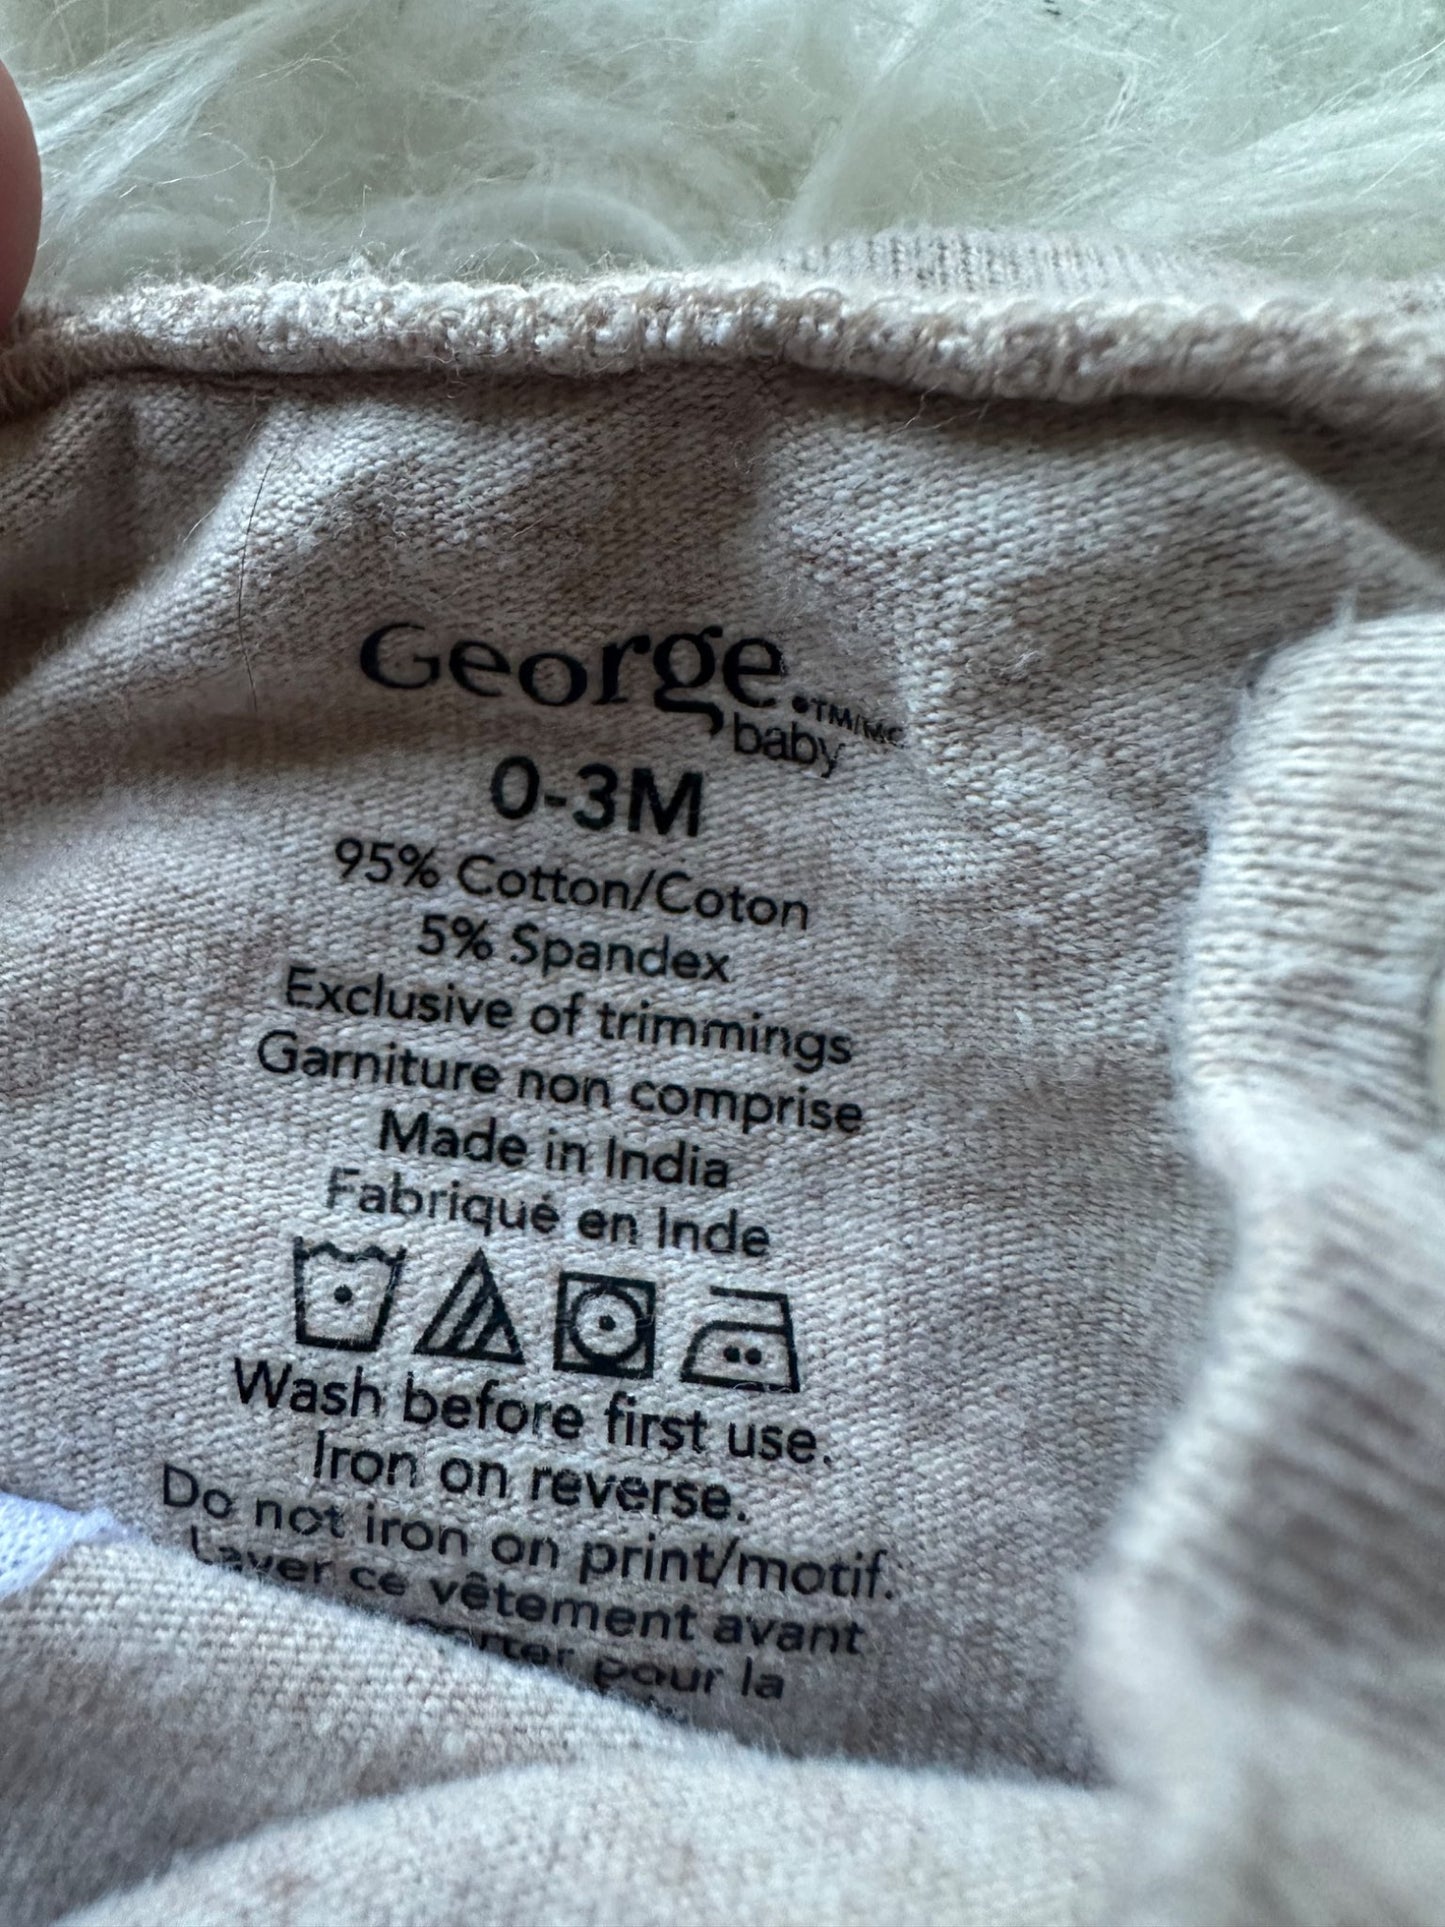 George.™/MC
baby
0-3M
95% Cotton/Coton
5% Spandex
Exclusive of trimmings
Garniture non comprise
Made in India
Fabriqué en Inde
Wash before first use.
Iron on reverse.
Do not iron on print/motif.
Laver ce vêtement avant
pour la